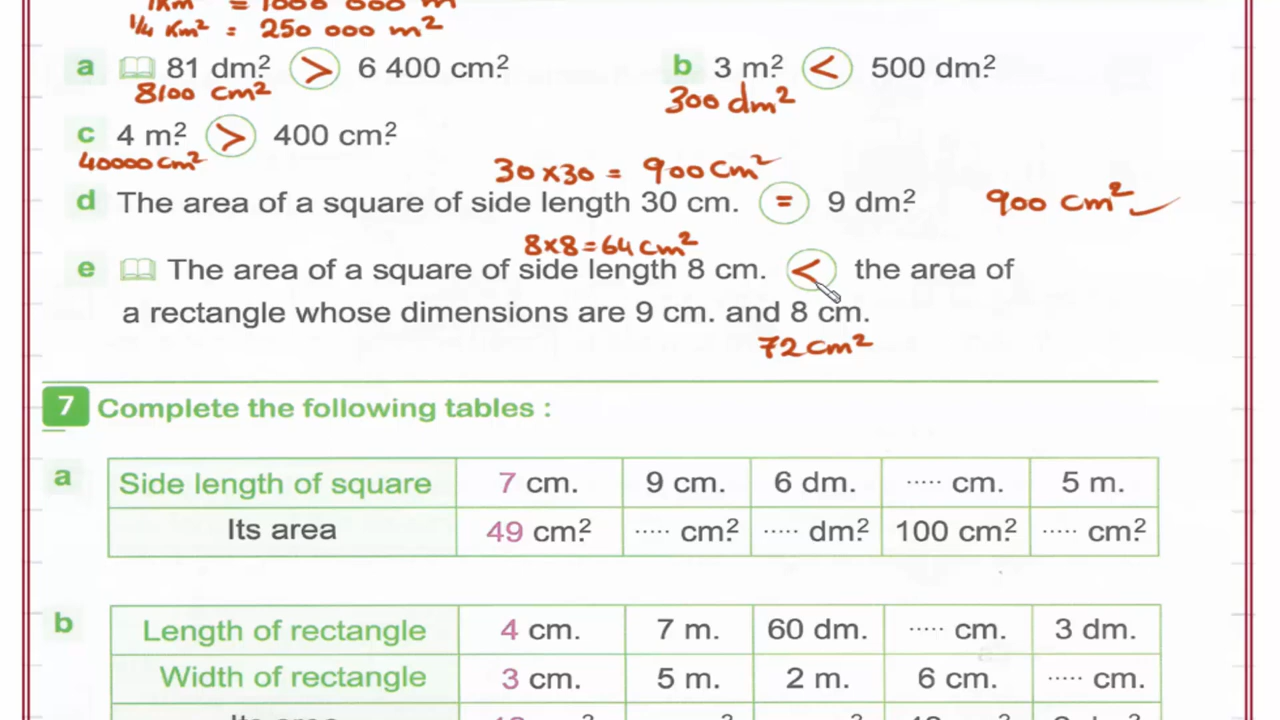 = 1000 000 m
1/4 Km² = 250 000 m²
a 81 dm² > 6 400 cm² b 3 m² < 500 dm²
8100 cm² 300 dm²
c 4 m² > 400 cm²
40000 cm²
30×30 = 900 cm²
d The area of a square of side length 30 cm. = 9 dm² 900 cm²
8×8=64 cm²
e The area of a square of side length 8 cm. < the area of
a rectangle whose dimensions are 9 cm. and 8 cm.
72 cm²
7 Complete the following tables :
a Side length of square 7 cm. 9 cm. 6 dm. ····· cm. 5 m.
Its area 49 cm² ····· cm² ····· dm² 100 cm² ····· cm²
b Length of rectangle 4 cm. 7 m. 60 dm. ····· cm. 3 dm.
Width of rectangle 3 cm. 5 m. 2 m. 6 cm. ····· cm.